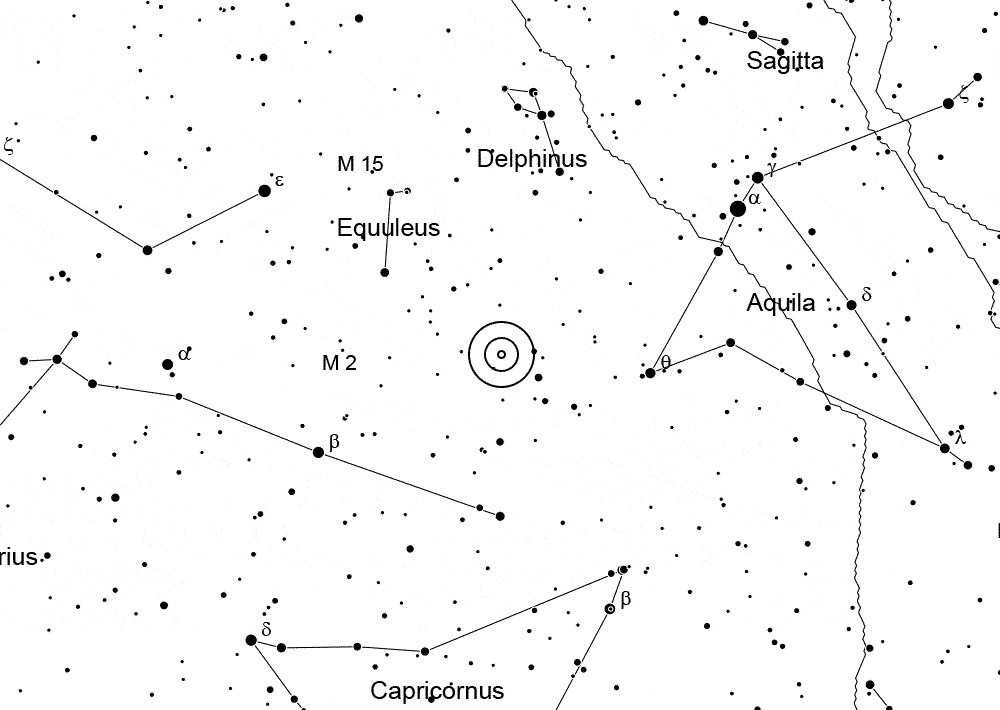 Sagitta
ζ
ζ
Delphinus
M 15
γ
ε
α
Equuleus
Aquila
δ
α
M 2
θ
β
λ
rius
β
δ
Capricornus